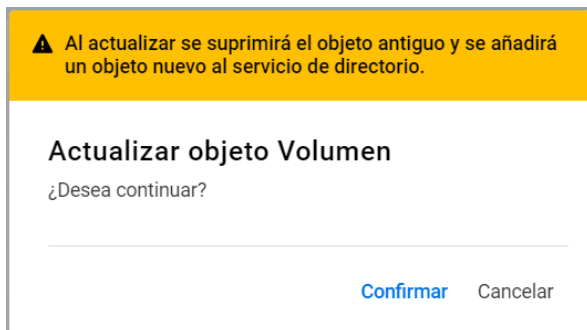 Al actualizar se suprimirá el objeto antiguo y se añadirá
un objeto nuevo al servicio de directorio.
Actualizar objeto Volumen
¿Desea continuar?
Confirmar Cancelar